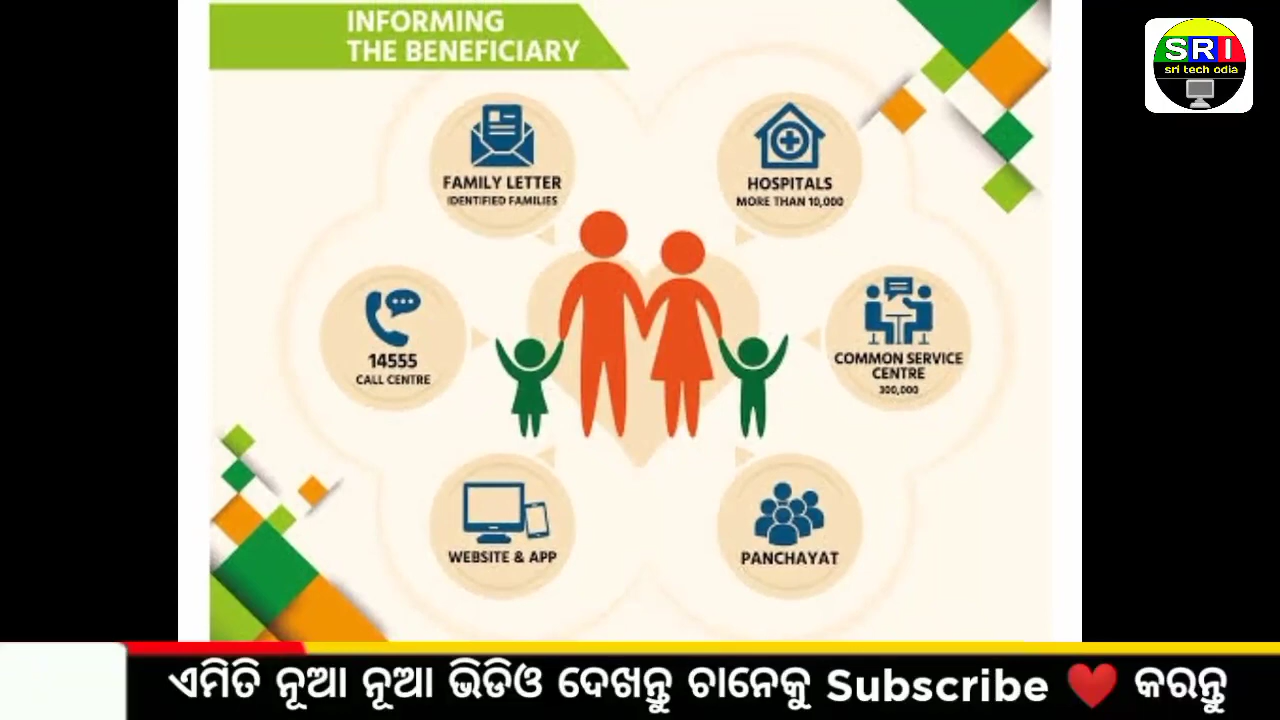 INFORMING
THE BENEFICIARY
SRI
sri tech odia
FAMILY LETTER
IDENTIFIED FAMILIES
HOSPITALS
MORE THAN 10,000
14555
CALL CENTRE
COMMON SERVICE
CENTRE
300,000
WEBSITE & APP
PANCHAYAT
ଏମିତି ନୂଆ ନୂଆ ଭିଡିଓ ଦେଖନ୍ତୁ ଚାନେକୁ Subscribe ❤️ କରନ୍ତୁ